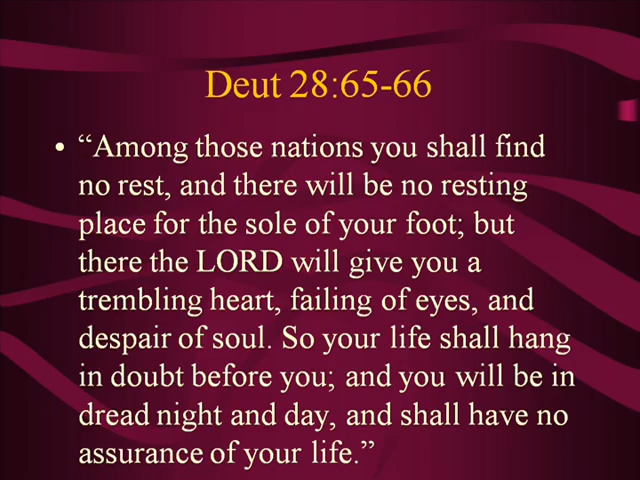 Deut 28:65-66
• “Among those nations you shall find
no rest, and there will be no resting
place for the sole of your foot; but
there the LORD will give you a
trembling heart, failing of eyes, and
despair of soul. So your life shall hang
in doubt before you; and you will be in
dread night and day, and shall have no
assurance of your life.”